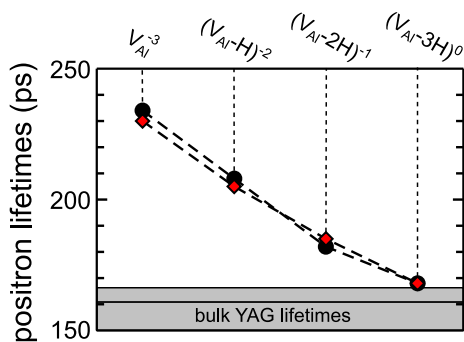 V_Al^-3
(V_Al-H)^-2
(V_Al-2H)^-1
(V_Al-3H)^0
250
200
150
positron lifetimes (ps)
bulk YAG lifetimes